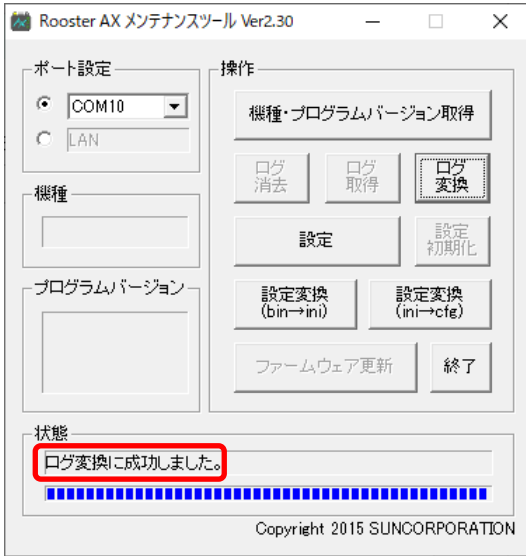 Rooster AX メンテナンスツール Ver2.30
ポート設定
COM10
LAN
機種
プログラムバージョン
操作
機種・プログラムバージョン取得
ログ
消去
ログ
取得
ログ
変換
設定
設定
初期化
設定変換
(bin→ini)
設定変換
(ini→cfg)
ファームウェア更新
終了
状態
ログ変換に成功しました。
Copyright 2015 SUNCORPORATION